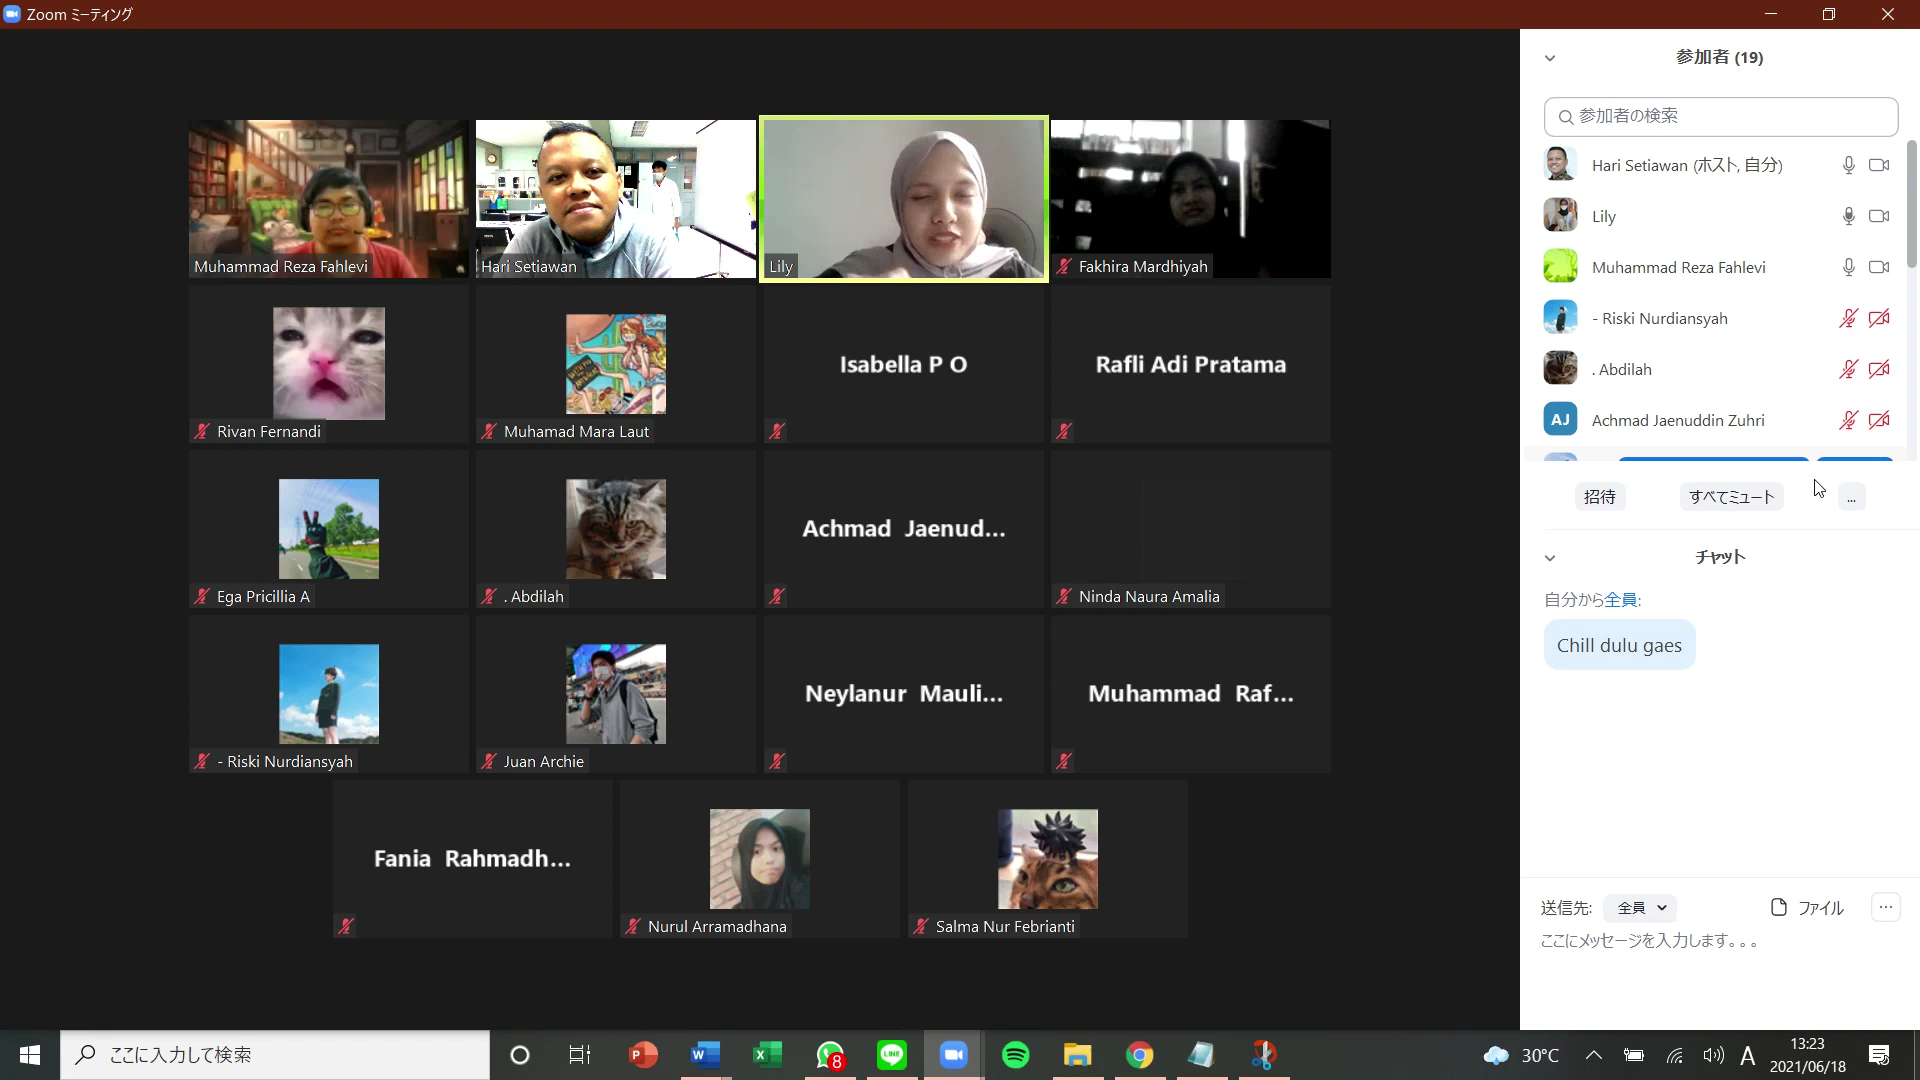 Zoom ミーティング
Muhammad Reza Fahlevi
Hari Setiawan
Lily
Fakhira Mardhiyah
Rivan Fernandi
Muhamad Mara Laut
Isabella P O
Rafli Adi Pratama
Ega Pricillia A
. Abdilah
Achmad Jaenud...
Ninda Naura Amalia
- Riski Nurdiansyah
Juan Archie
Neylanur Mauli...
Muhammad Raf...
Fania Rahmadh...
Nurul Arramadhana
Salma Nur Febrianti
参加者 (19)
参加者の検索
Hari Setiawan (ホスト, 自分)
Lily
Muhammad Reza Fahlevi
- Riski Nurdiansyah
. Abdilah
AJ
Achmad Jaenuddin Zuhri
招待
すべてミュート
...
チャット
自分から全員:
Chill dulu gaes
送信先:
全員
ファイル
ここにメッセージを入力します。。。
ここに入力して検索
8
LINE
30°C
A
13:23
2021/06/18